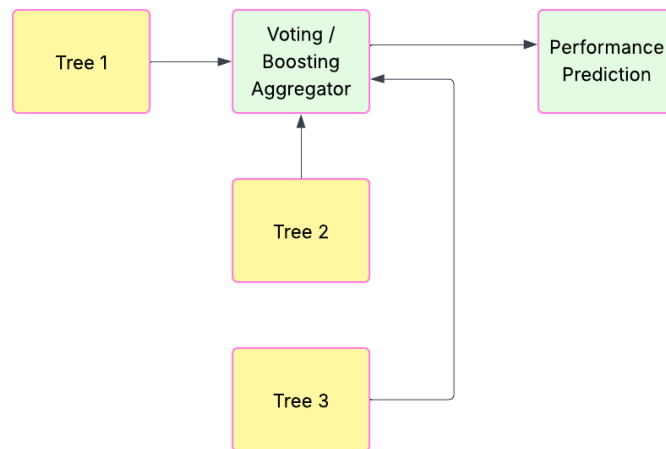 Tree 1
Voting /
Boosting
Aggregator
Performance
Prediction
Tree 2
Tree 3